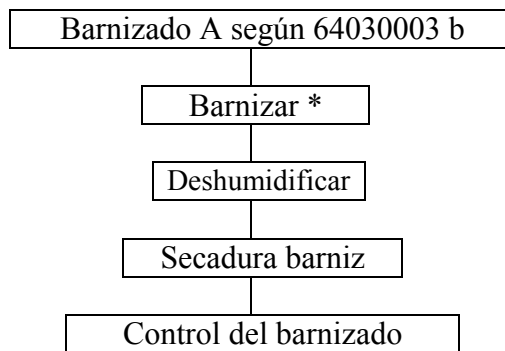 Barnizado A según 64030003 b
Barnizar *
Deshumidificar
Secadura barniz
Control del barnizado